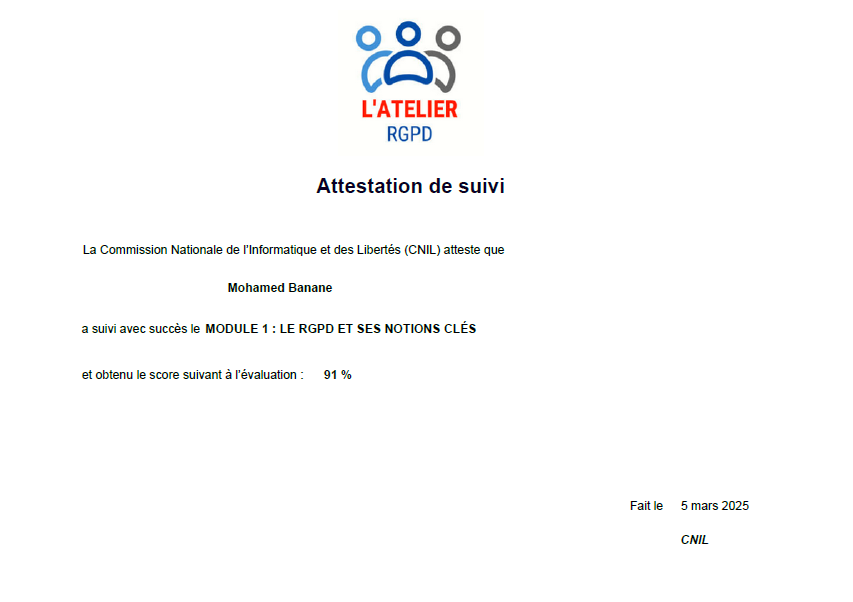 L'ATELIER
RGPD
Attestation de suivi
La Commission Nationale de l'Informatique et des Libertés (CNIL) atteste que
Mohamed Banane
a suivi avec succès le MODULE 1 : LE RGPD ET SES NOTIONS CLÉS
et obtenu le score suivant à l'évaluation : 91 %
Fait le 5 mars 2025
CNIL